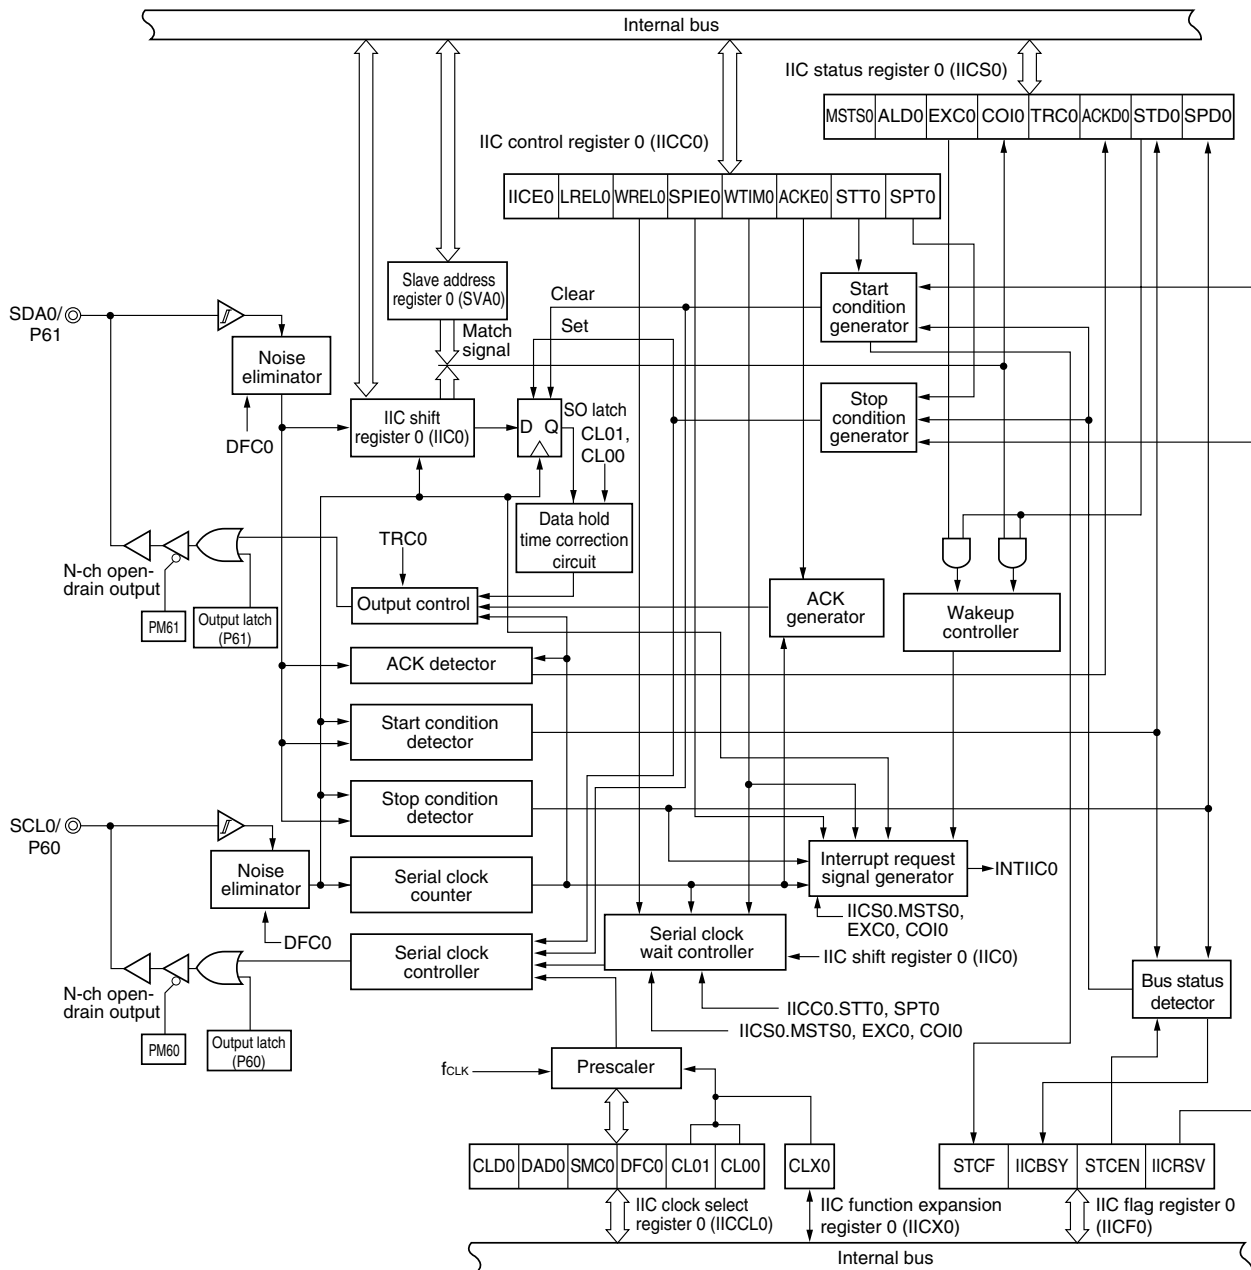 Internal bus
IIC status register 0 (IICS0)
MSTS0 ALD0 EXC0 COI0 TRC0 ACKD0 STD0 SPD0
IIC control register 0 (IICC0)
IICE0 LREL0 WREL0 SPIE0 WTIM0 ACKE0 STT0 SPT0
Slave address
register 0 (SVA0)
Clear
Set
Match
signal
Start
condition
generator
SDA0/
P61
Noise
eliminator
DFC0
IIC shift
register 0 (IIC0)
D Q
SO latch
CL01,
CL00
Stop
condition
generator
Data hold
time correction
circuit
TRC0
N-ch open-
drain output
PM61
Output latch
(P61)
Output control
ACK
generator
Wakeup
controller
ACK detector
Start condition
detector
Stop condition
detector
SCL0/
P60
Noise
eliminator
DFC0
Serial clock
counter
Interrupt request
signal generator
INTIIC0
IICS0.MSTS0,
EXC0, COI0
Serial clock
controller
Serial clock
wait controller
IIC shift register 0 (IIC0)
Bus status
detector
N-ch open-
drain output
PM60
Output latch
(P60)
IICC0.STT0, SPT0
IICS0.MSTS0, EXC0, COI0
fCLK
Prescaler
CLD0 DAD0 SMC0 DFC0 CL01 CL00
CLX0
STCF IICBSY STCEN IICRSV
IIC clock select
register 0 (IICCL0)
IIC function expansion
register 0 (IICX0)
IIC flag register 0
(IICF0)
Internal bus